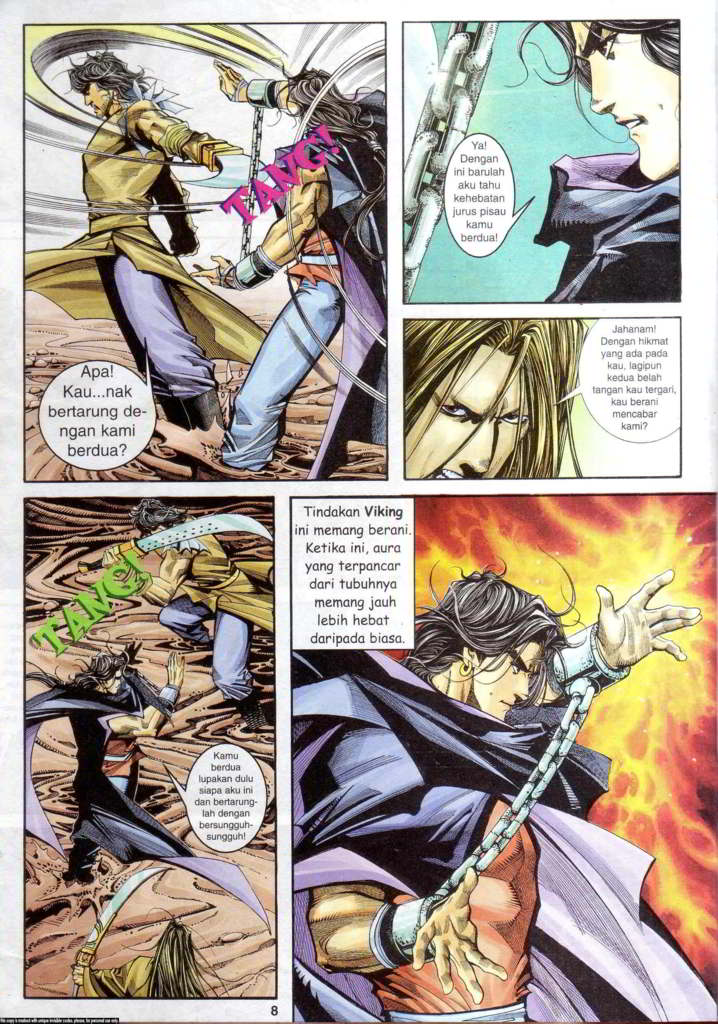 TANG!
Apa!
Kau...nak
bertarung de-
ngan kami
berdua?
Ya!
Dengan
ini barulah
aku tahu
kehebatan
jurus pisau
kamu
berdua!
Jahanam!
Dengan hikmat
yang ada pada
kau, lagipun
kedua belah
tangan kau tergari,
kau berani
mencabar
kami?
TANG!
Kamu
berdua
lupakan dulu
siapa aku ini
dan bertarung-
lah dengan
bersungguh-
sungguh!
Tindakan Viking
ini memang berani.
Ketika ini, aura
yang terpancar
dari tubuhnya
memang jauh
lebih hebat
daripada biasa.
8